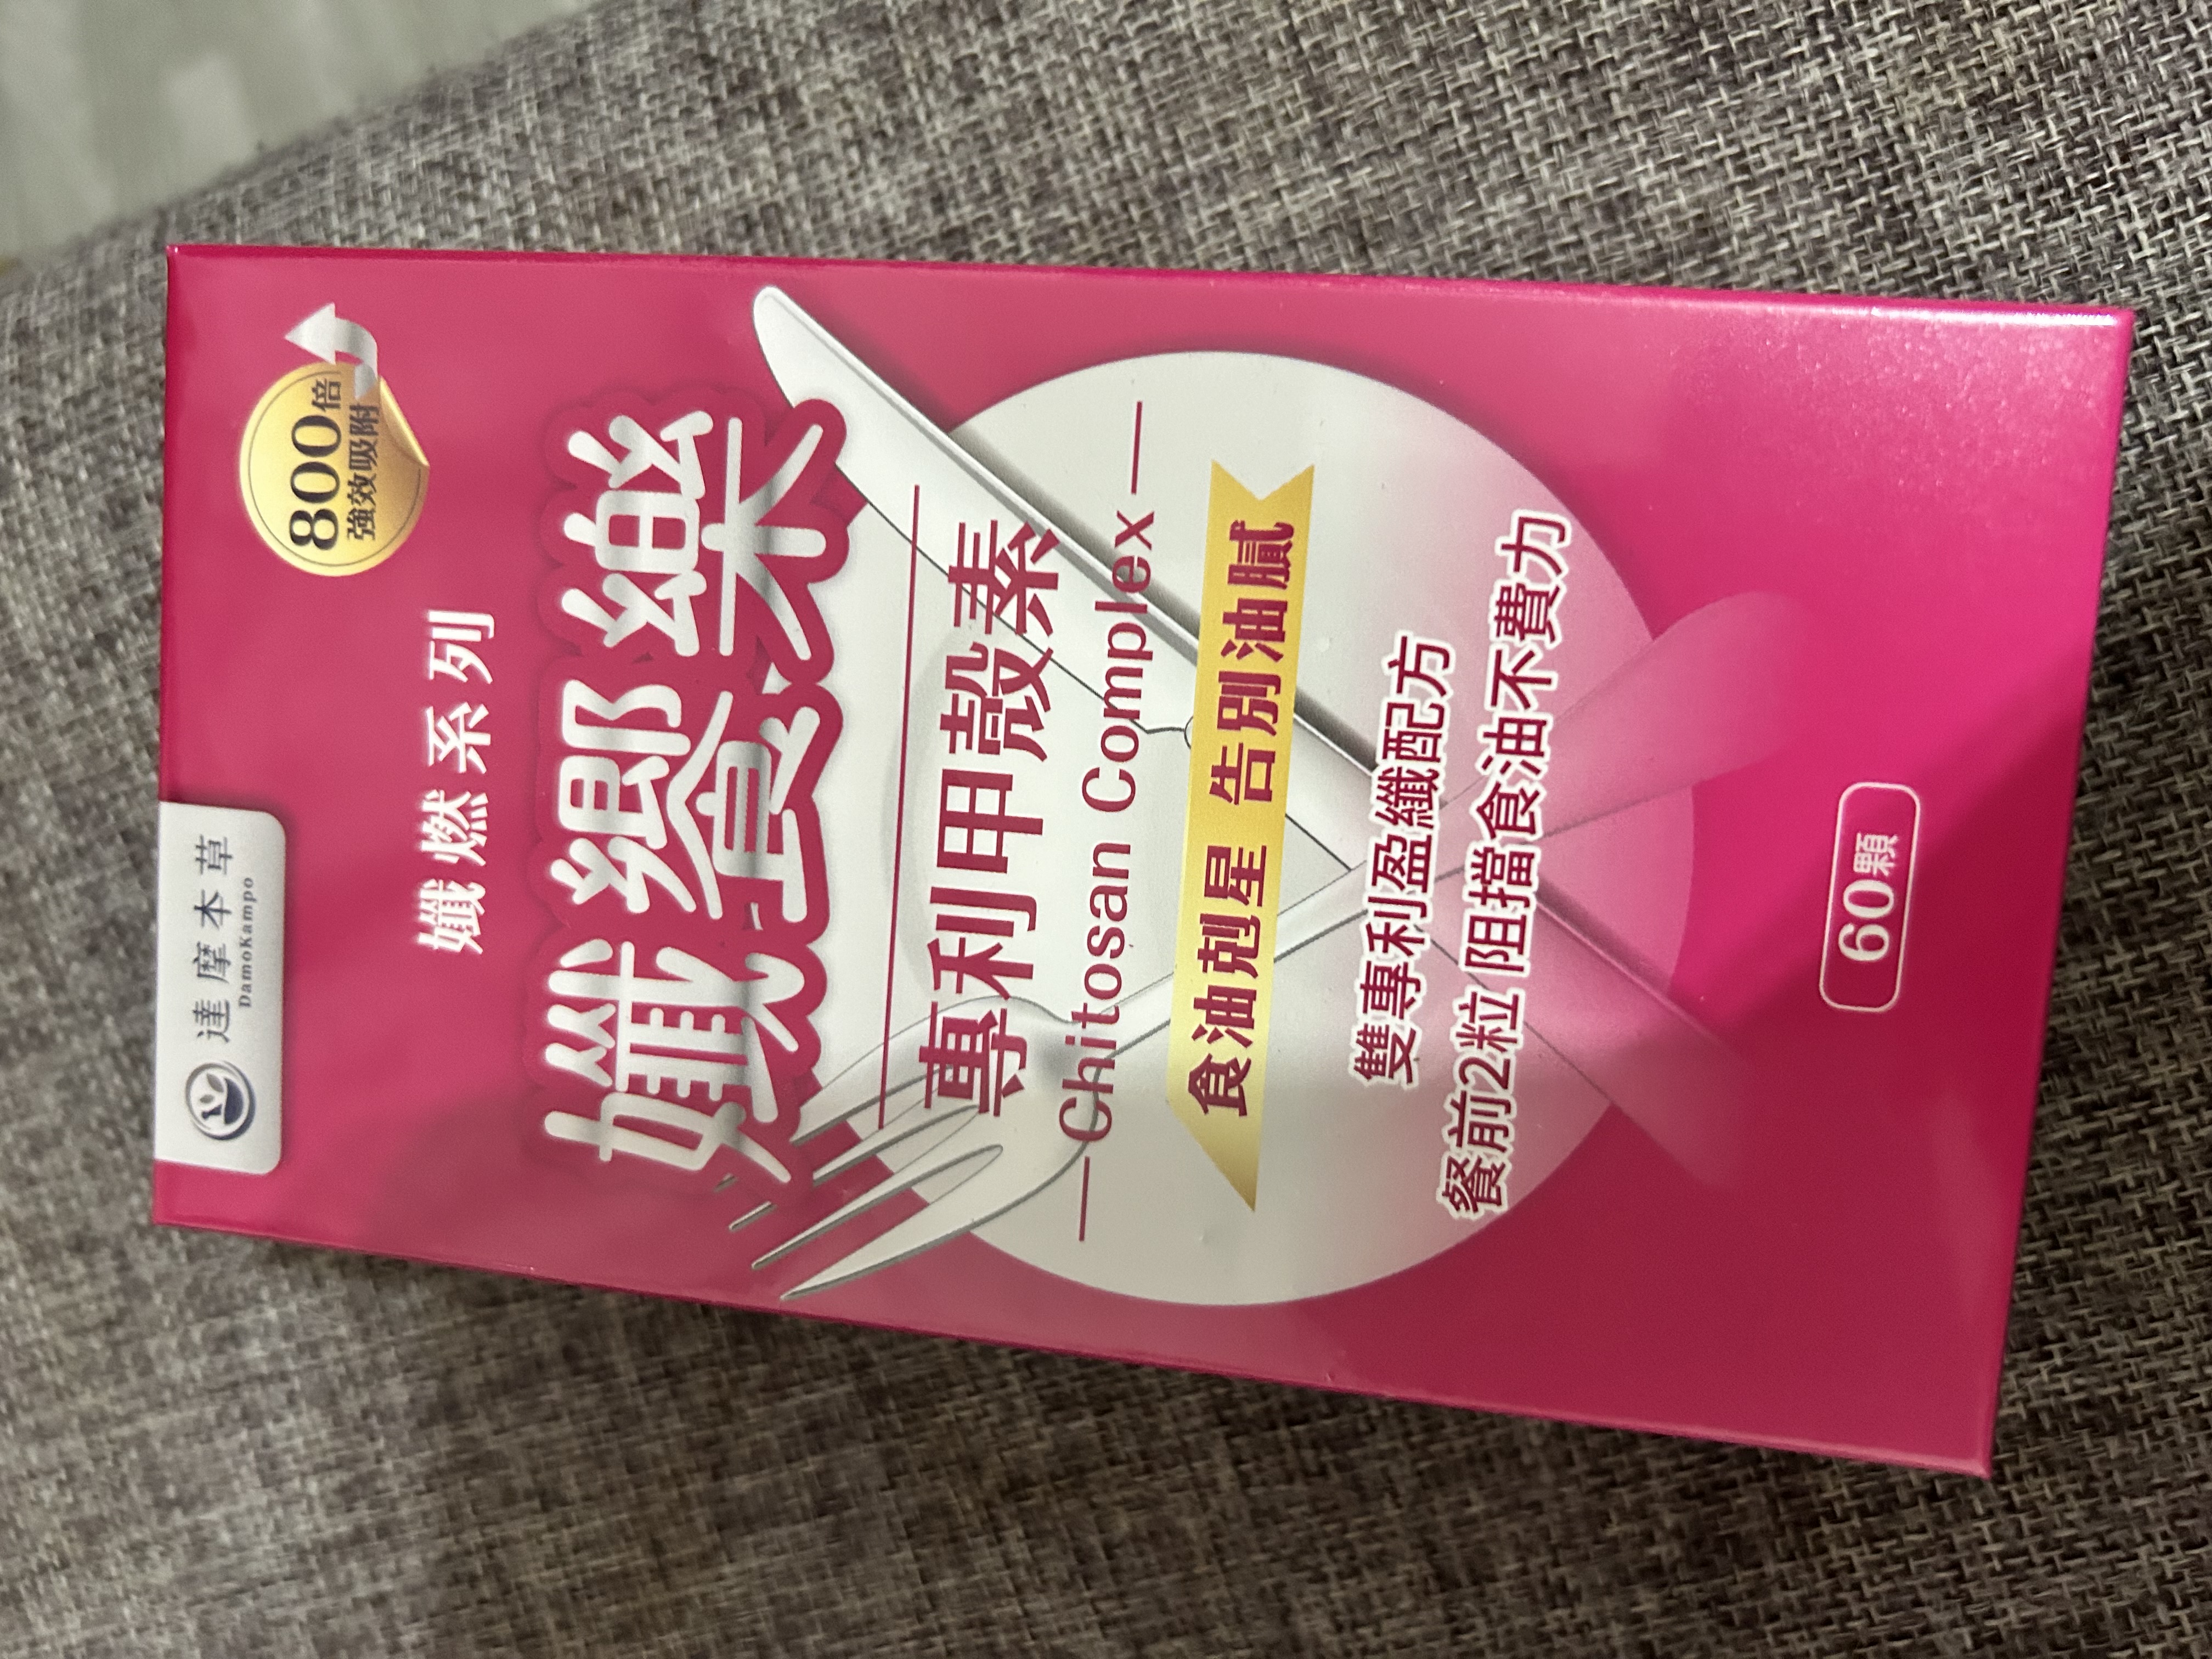 達摩本草
DamoKampo
800倍
強效吸附
孅燃系列
孅饗樂
專利甲殼素
Chitosan Complex
食油剋星 告別油膩
雙專利盈纖配方
餐前2粒 阻擋食油不費力
60顆